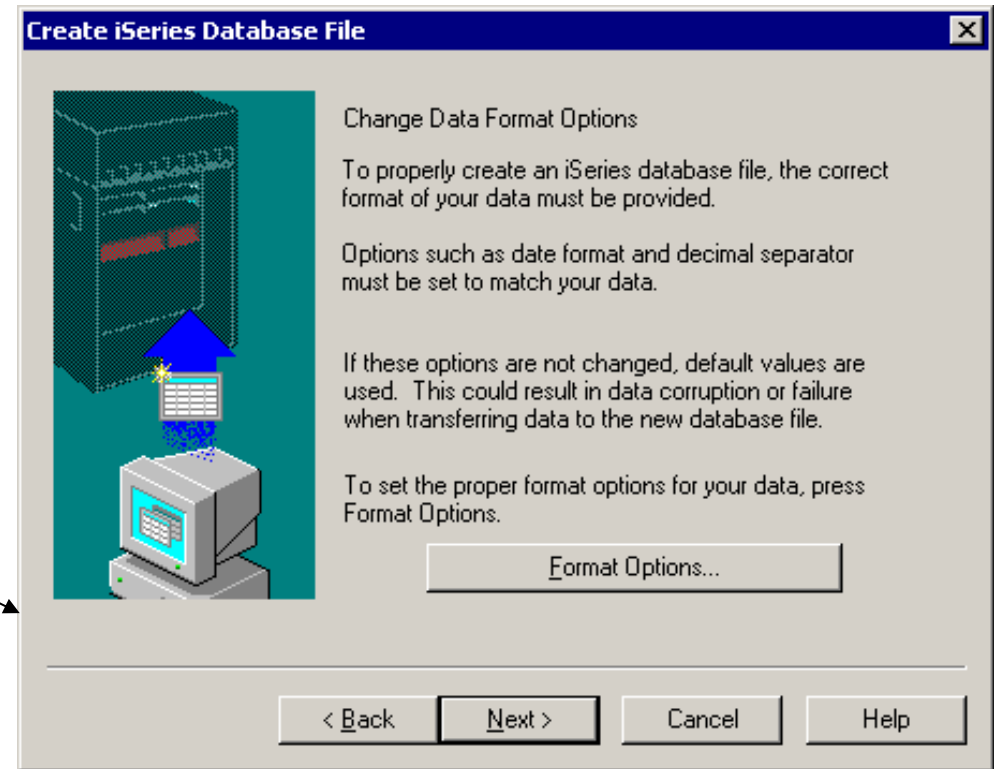 Create iSeries Database File
Change Data Format Options
To properly create an iSeries database file, the correct
format of your data must be provided.
Options such as date format and decimal separator
must be set to match your data.
If these options are not changed, default values are
used.  This could result in data corruption or failure
when transferring data to the new database file.
To set the proper format options for your data, press
Format Options.
Format Options...
< Back
Next >
Cancel
Help